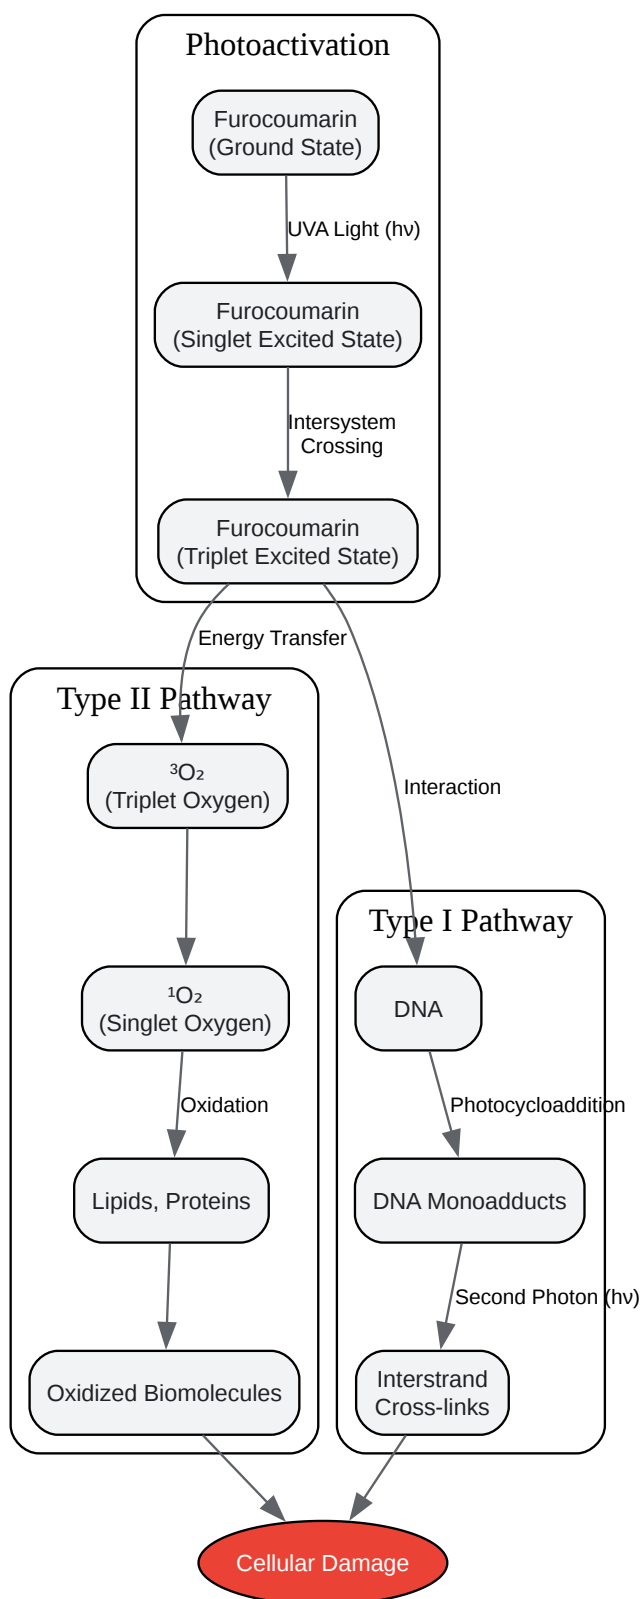 Photoactivation
Furocoumarin
(Ground State)
UVA Light (hν)
Furocoumarin
(Singlet Excited State)
Intersystem
Crossing
Furocoumarin
(Triplet Excited State)
Energy Transfer
Type II Pathway
³O₂
(Triplet Oxygen)
Interaction
Type I Pathway
¹O₂
(Singlet Oxygen)
DNA
Oxidation
Photocycloaddition
Lipids, Proteins
DNA Monoadducts
Second Photon (hν)
Oxidized Biomolecules
Interstrand
Cross-links
Cellular Damage